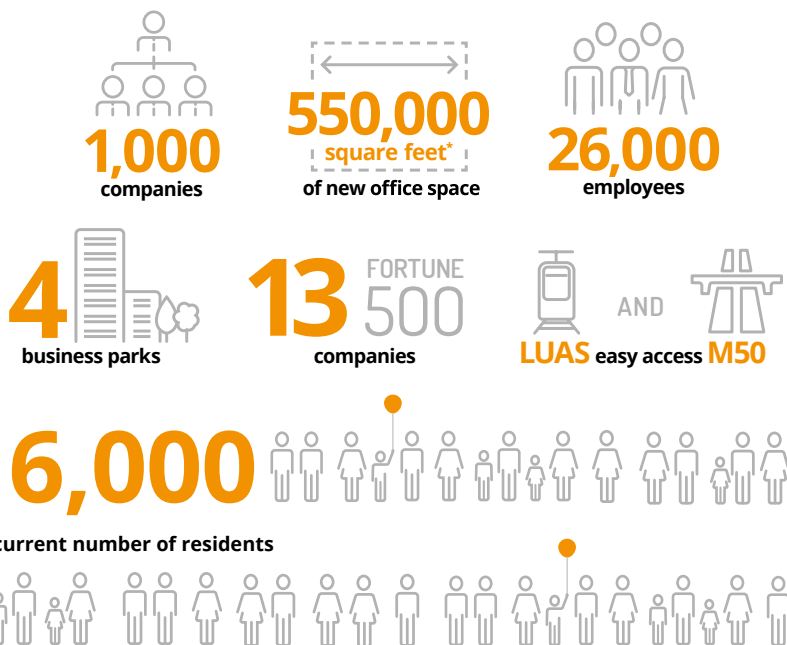 1,000
companies
550,000
square feet*
of new office space
26,000
employees
4
business parks
13 FORTUNE 500
companies
AND
LUAS easy access M50
6,000
current number of residents